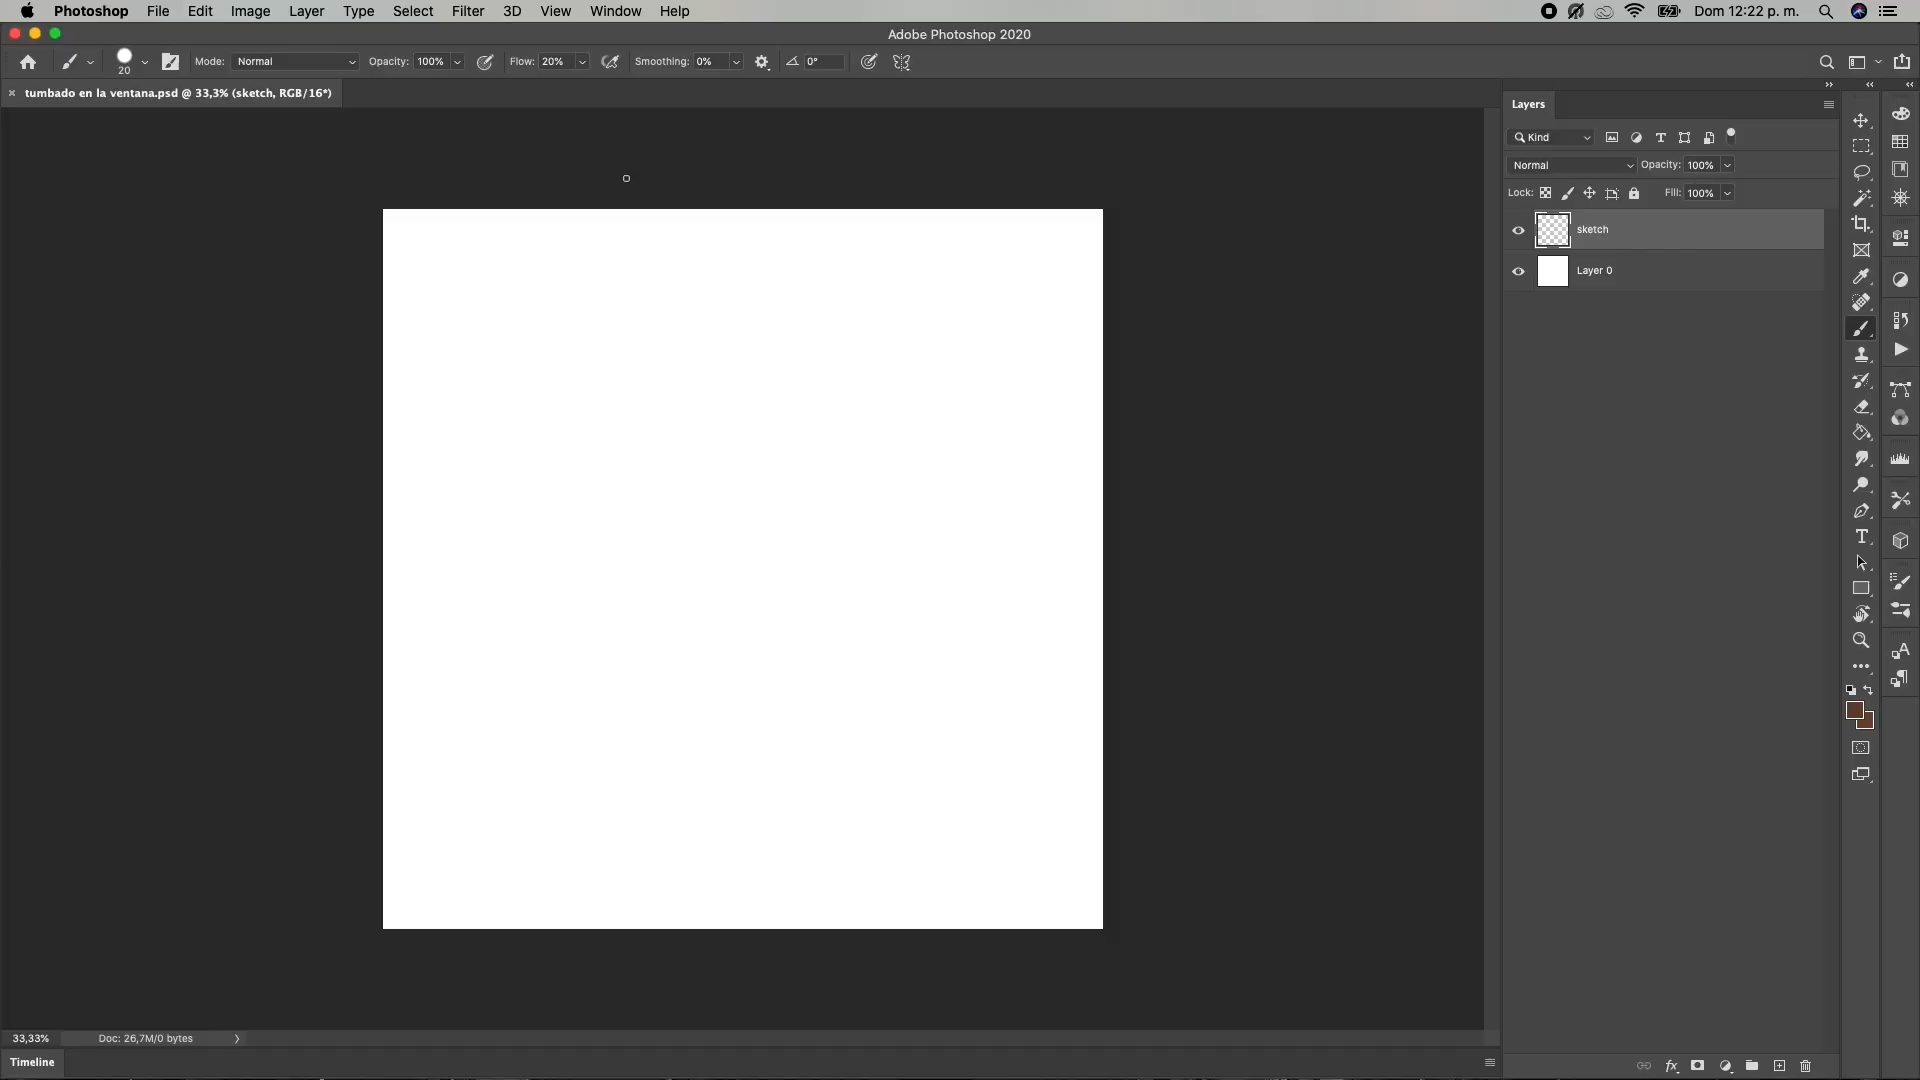 Photoshop File Edit Image Layer Type Select Filter 3D View Window Help Dom 12:22 p. m.
Adobe Photoshop 2020
20 Mode: Normal Opacity: 100% Flow: 20% Smoothing: 0% 0°
tumbado en la ventana.psd @ 33,3% (sketch, RGB/16*)
Layers
Kind
Normal Opacity: 100%
Lock: Fill: 100%
sketch
Layer 0
33,33% Doc: 26,7M/0 bytes
Timeline